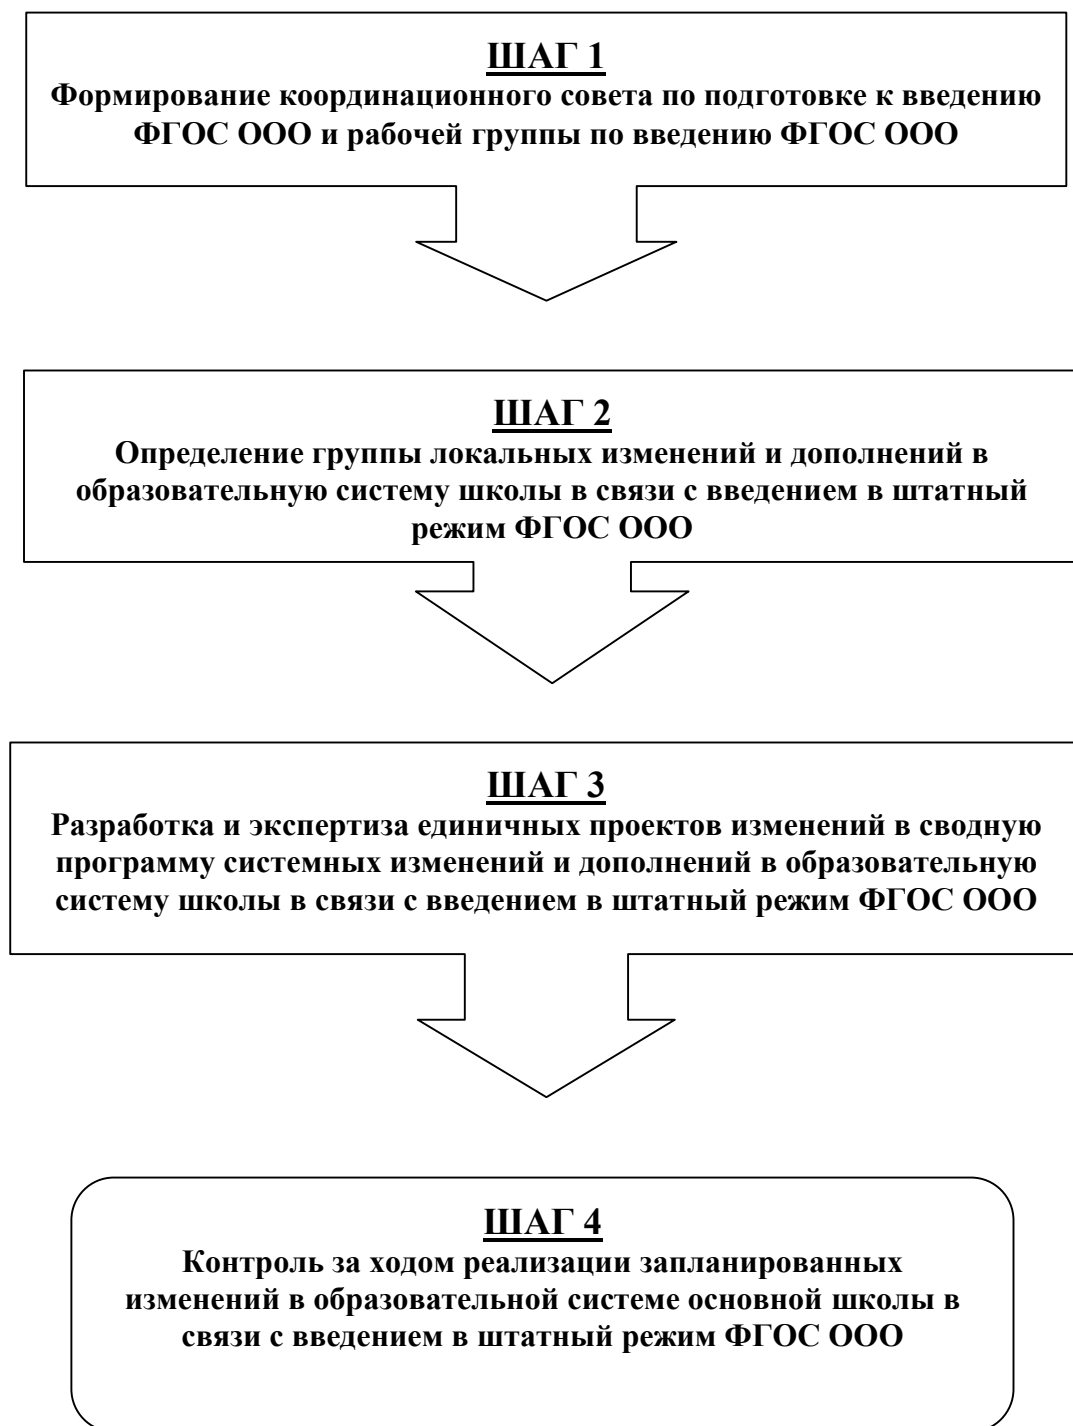 ШАГ 1
Формирование координационного совета по подготовке к введению
ФГОС ООО и рабочей группы по введению ФГОС ООО
ШАГ 2
Определение группы локальных изменений и дополнений в
образовательную систему школы в связи с введением в штатный
режим ФГОС ООО
ШАГ 3
Разработка и экспертиза единичных проектов изменений в сводную
программу системных изменений и дополнений в образовательную
систему школы в связи с введением в штатный режим ФГОС ООО
ШАГ 4
Контроль за ходом реализации запланированных
изменений в образовательной системе основной школы в
связи с введением в штатный режим ФГОС ООО